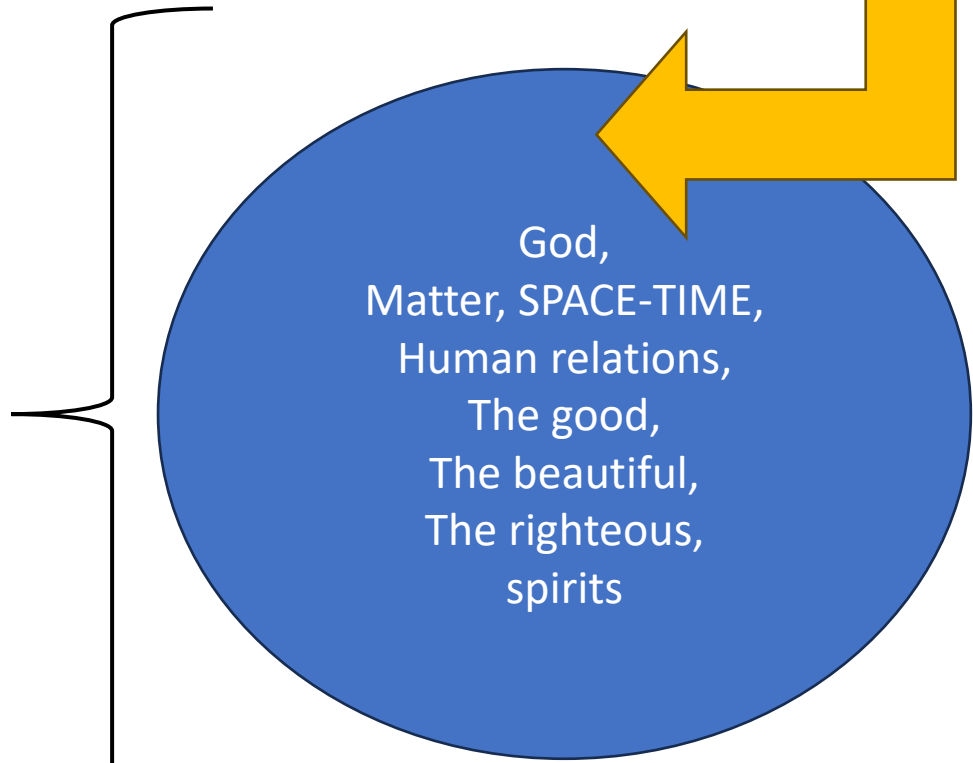 God,
Matter, SPACE-TIME,
Human relations,
The good,
The beautiful,
The righteous,
spirits